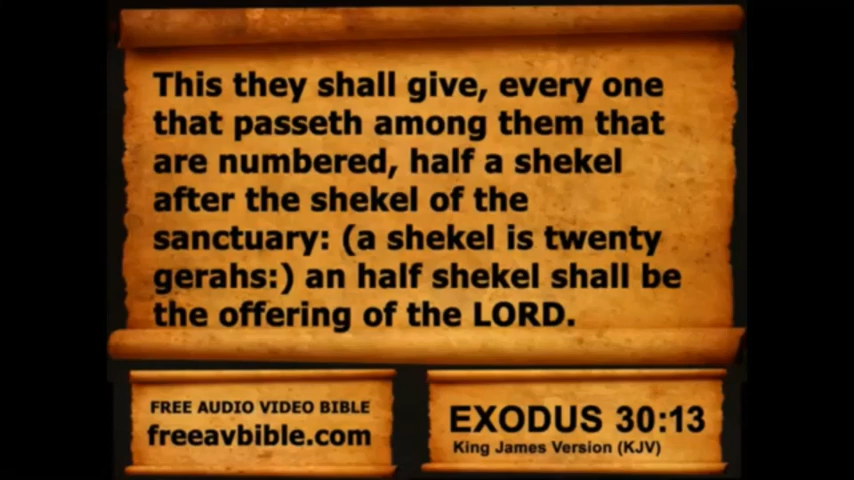 This they shall give, every one
that passeth among them that
are numbered, half a shekel
after the shekel of the
sanctuary: (a shekel is twenty
gerahs:) an half shekel shall be
the offering of the LORD.
FREE AUDIO VIDEO BIBLE
freeavbible.com
EXODUS 30:13
King James Version (KJV)